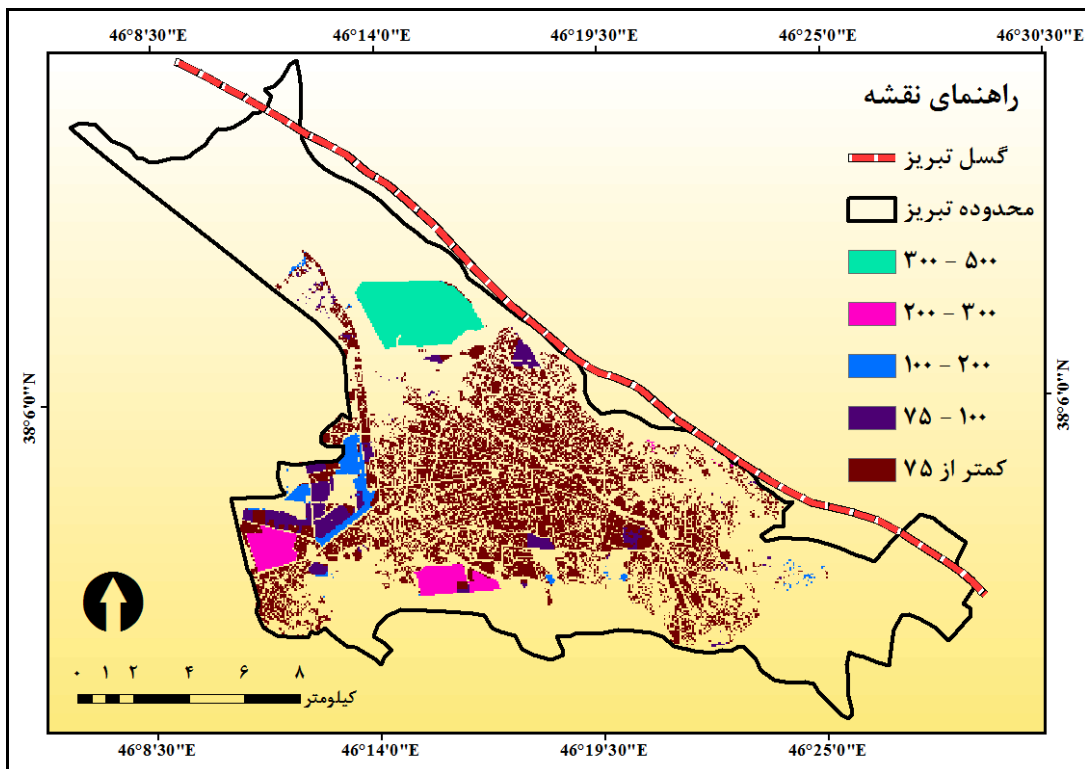 46°8'30"E 46°14'0"E 46°19'30"E 46°25'0"E 46°30'30"E
راهنمای نقشه
گسل تبریز
محدوده تبریز
۳۰۰ - ۵۰۰
۲۰۰ - ۳۰۰
۱۰۰ - ۲۰۰
۷۵ - ۱۰۰
کمتر از ۷۵
38°6'0"N
38°6'0"N
۰ ۱ ۲ ۴ ۶ ۸
کیلومتر
46°8'30"E 46°14'0"E 46°19'30"E 46°25'0"E